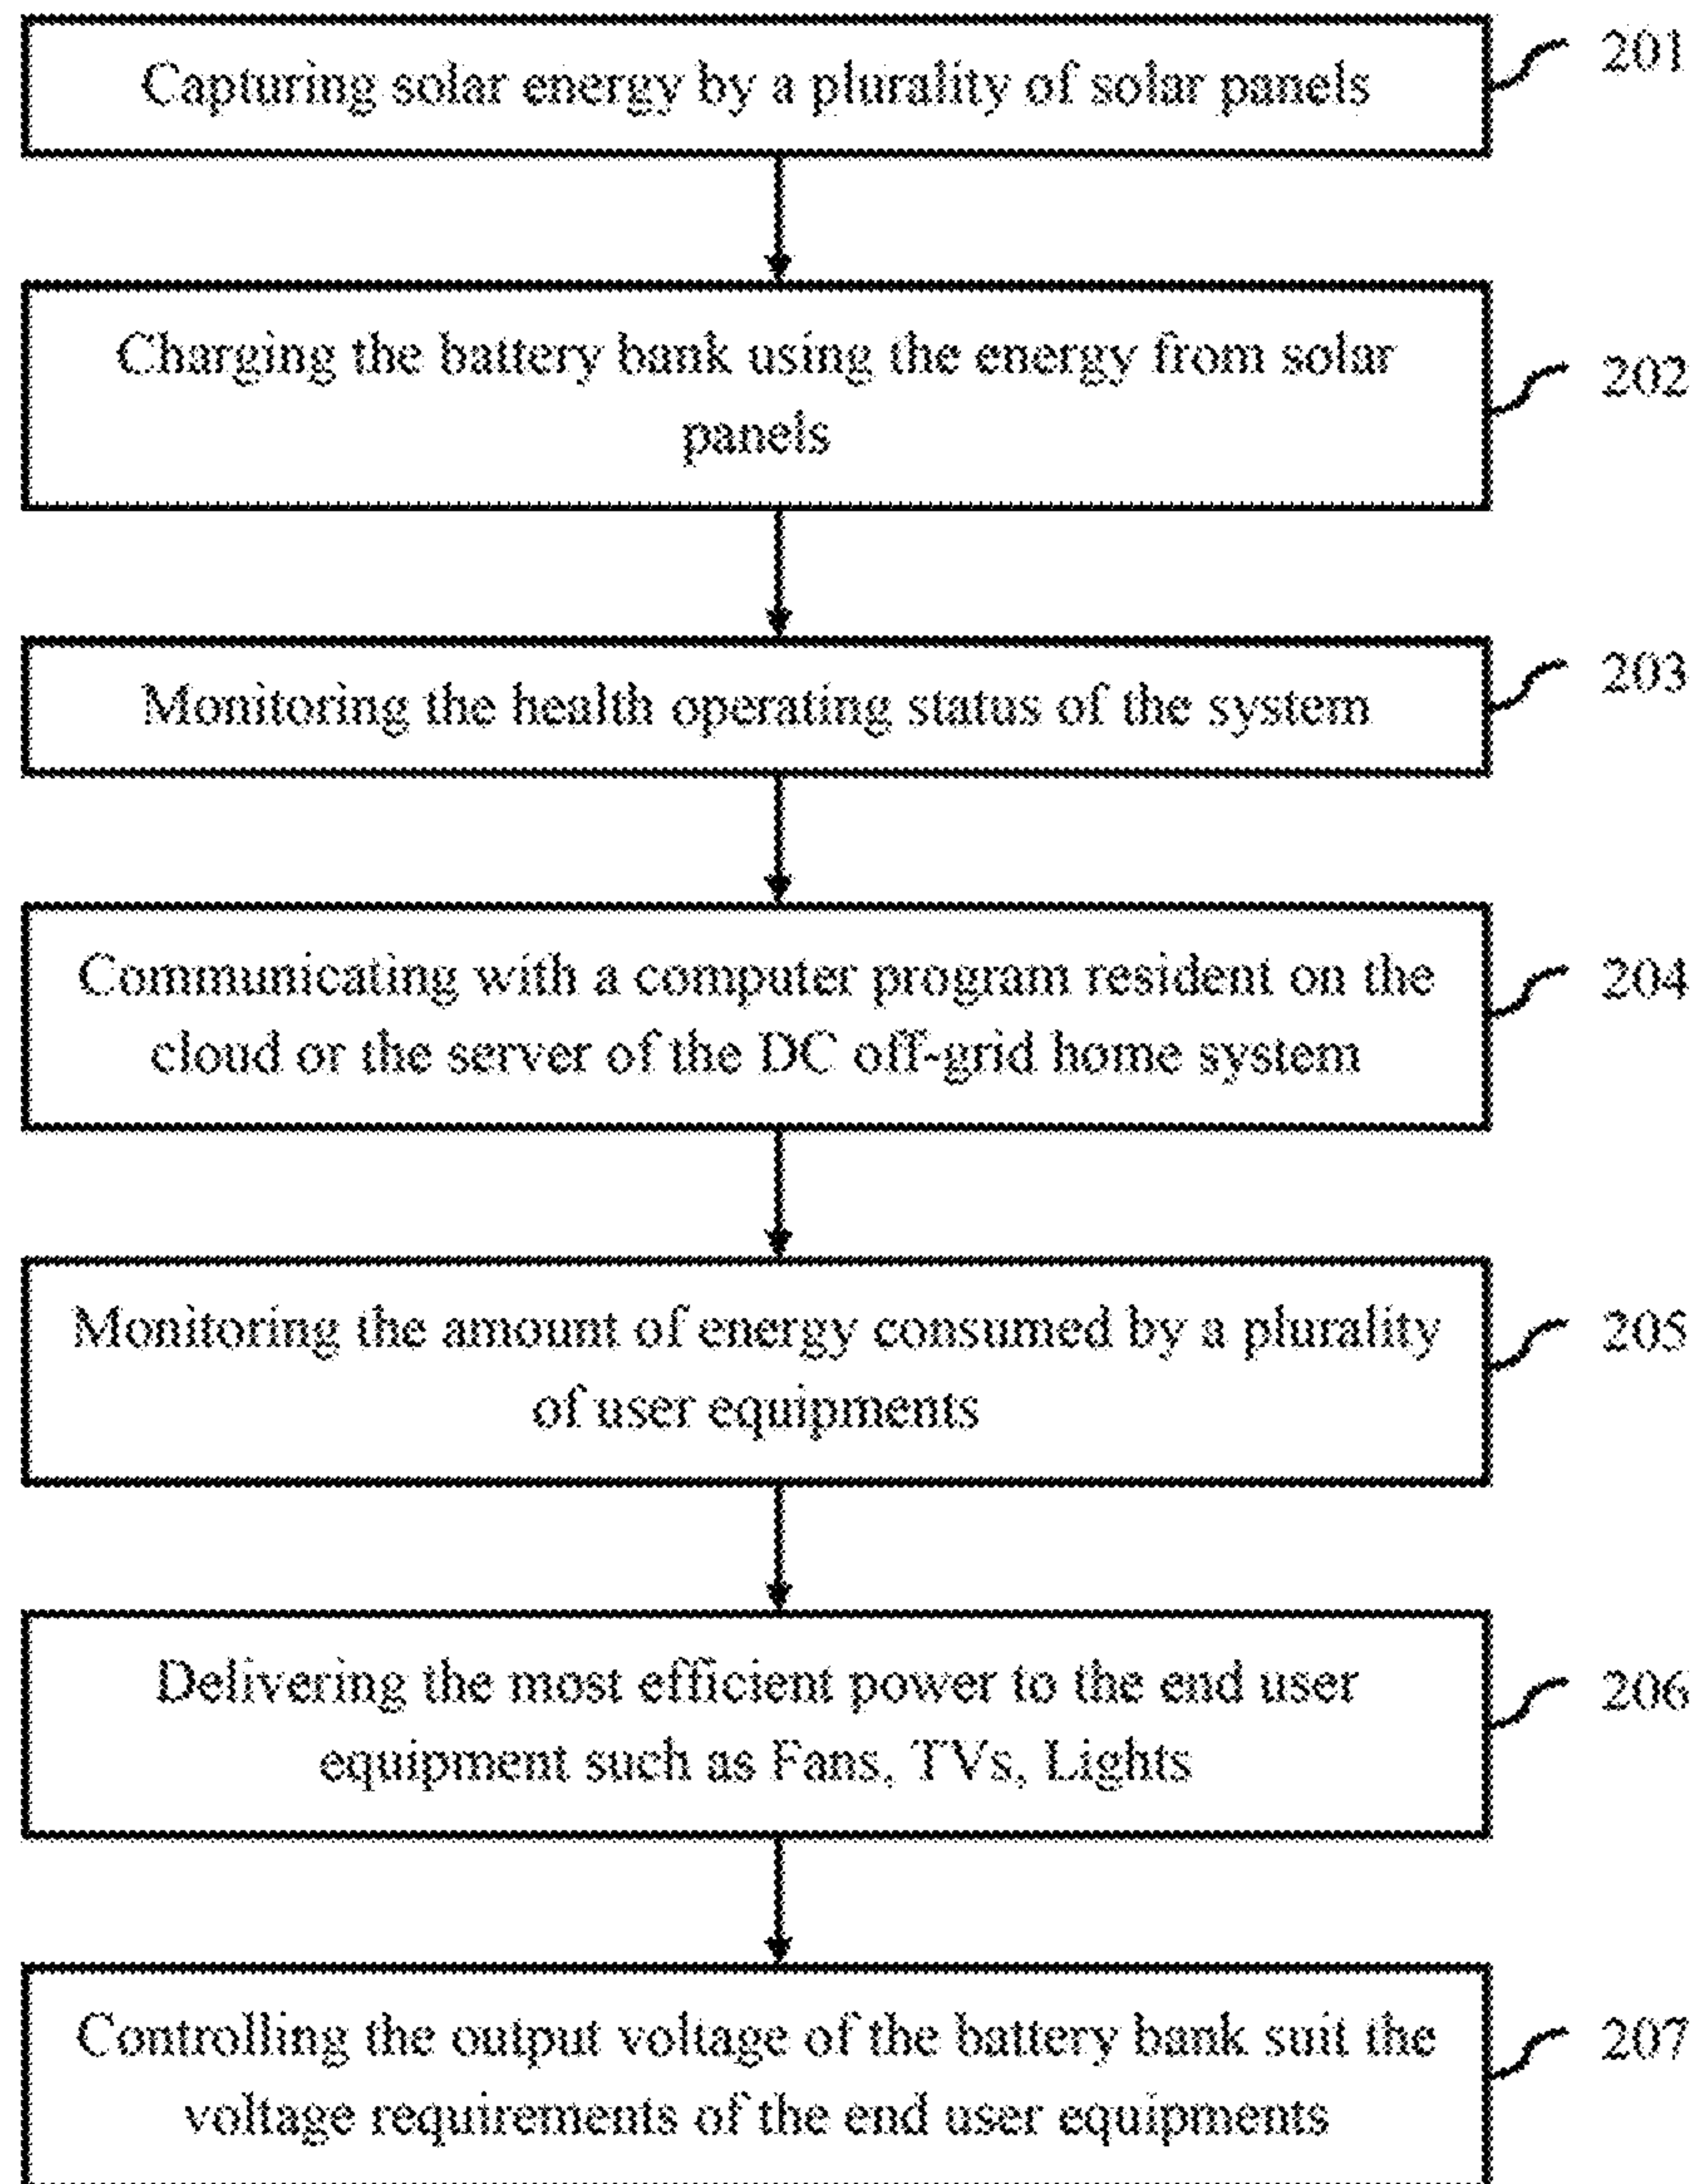 Capturing solar energy by a plurality of solar panels
201
Charging the battery bank using the energy from solar
panels
202
Monitoring the health operating status of the system
203
Communicating with a computer program resident on the
cloud or the server of the DC off-grid home system
204
Monitoring the amount of energy consumed by a plurality
of user equipments
205
Delivering the most efficient power to the end user
equipment such as Fans, TVs, Lights
206
Controlling the output voltage of the battery bank suit the
voltage requirements of the end user equipments
207